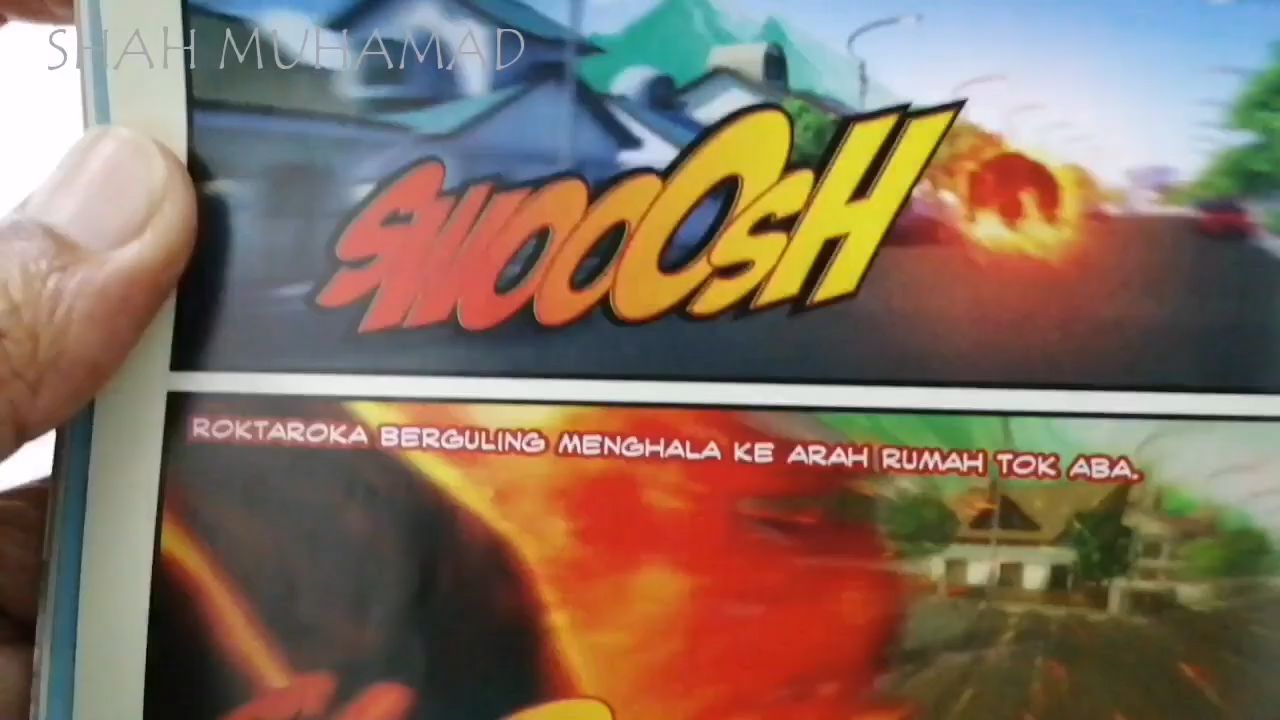 SHAH MUHAMAD
SWOOOSH
ROKTAROKA BERGULING MENGHALA KE ARAH RUMAH TOK ABA.